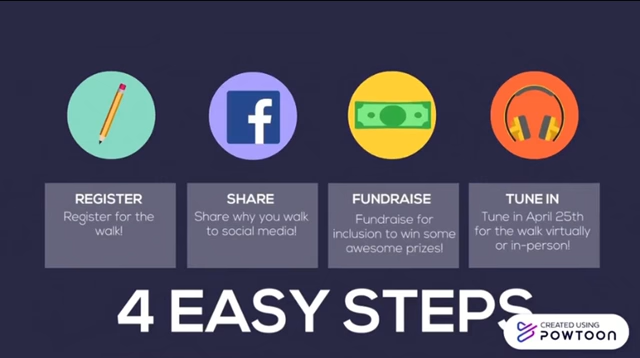 REGISTER
Register for the
walk!
SHARE
Share why you walk
to social media!
FUNDRAISE
Fundraise for
inclusion to win some
awesome prizes!
TUNE IN
Tune in April 25th
for the walk virtually
or in-person!
4 EASY STEPS
CREATED USING
POWTOON